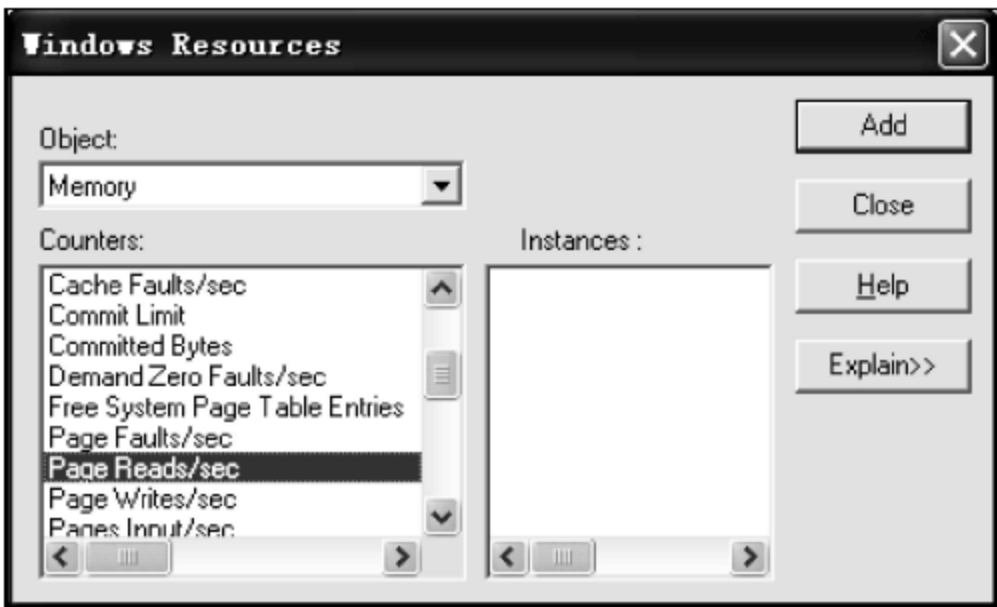 Windows Resources
Object:
Memory
Counters:
Cache Faults/sec
Commit Limit
Committed Bytes
Demand Zero Faults/sec
Free System Page Table Entries
Page Faults/sec
Page Reads/sec
Page Writes/sec
Pages Input/sec
Instances :
Add
Close
Help
Explain>>